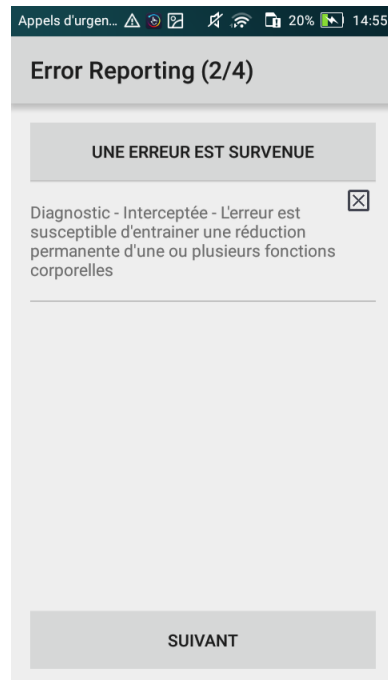 Appels d'urgen... 20% 14:55
Error Reporting (2/4)
UNE ERREUR EST SURVENUE
Diagnostic - Interceptée - L'erreur est
susceptible d'entrainer une réduction
permanente d'une ou plusieurs fonctions
corporelles
SUIVANT